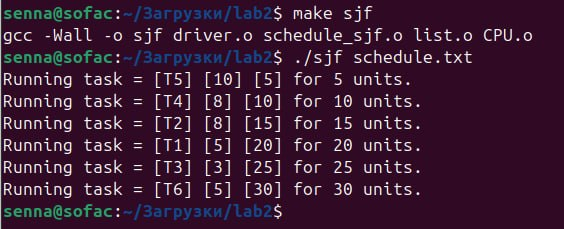 senna@sofac:~/Загрузки/lab2$ make sjf
gcc -Wall -o sjf driver.o schedule_sjf.o list.o CPU.o
senna@sofac:~/Загрузки/lab2$ ./sjf schedule.txt
Running task = [T5] [10] [5] for 5 units.
Running task = [T4] [8] [10] for 10 units.
Running task = [T2] [8] [15] for 15 units.
Running task = [T1] [5] [20] for 20 units.
Running task = [T3] [3] [25] for 25 units.
Running task = [T6] [5] [30] for 30 units.
senna@sofac:~/Загрузки/lab2$